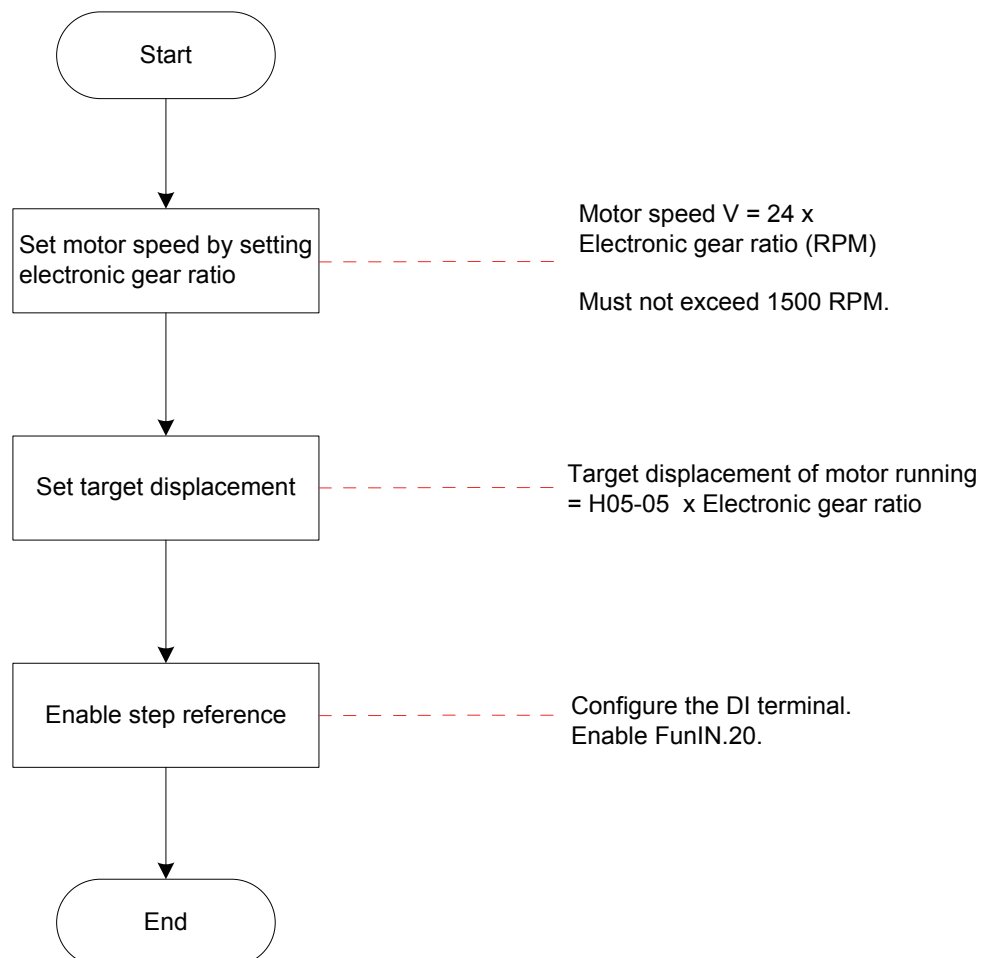 Start
Set motor speed by setting
electronic gear ratio
Motor speed V = 24 x
Electronic gear ratio (RPM)
Must not exceed 1500 RPM.
Set target displacement
Target displacement of motor running
= H05-05 x Electronic gear ratio
Enable step reference
Configure the DI terminal.
Enable FunIN.20.
End